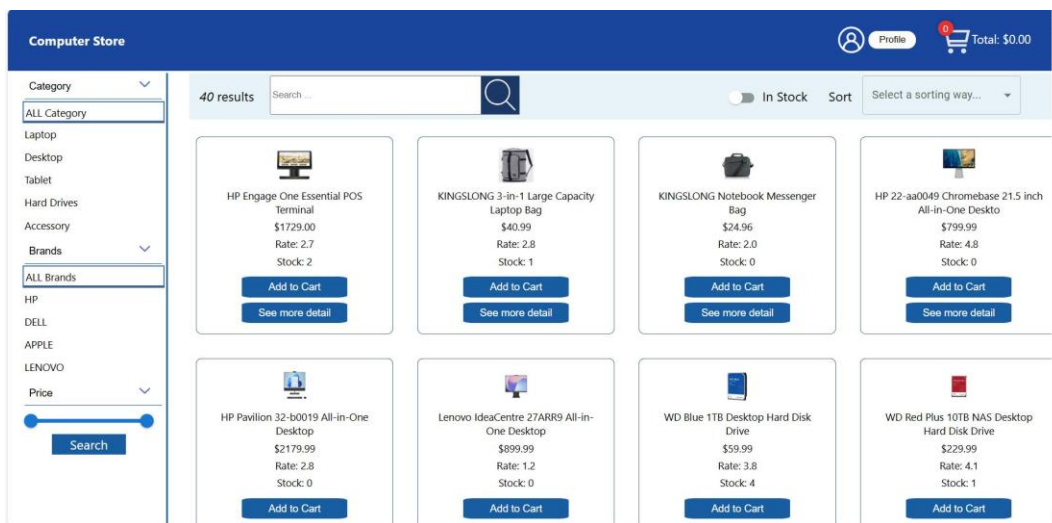 Computer Store
Profile
0
Total: $0.00
Category
ALL Category
Laptop
Desktop
Tablet
Hard Drives
Accessory
Brands
ALL Brands
HP
DELL
APPLE
LENOVO
Price
Search
40 results
Search ...
In Stock
Sort
Select a sorting way...
HP Engage One Essential POS
Terminal
$1729.00
Rate: 2.7
Stock: 2
Add to Cart
See more detail
KINGSLONG 3-in-1 Large Capacity
Laptop Bag
$40.99
Rate: 2.8
Stock: 1
Add to Cart
See more detail
KINGSLONG Notebook Messenger
Bag
$24.96
Rate: 2.0
Stock: 0
Add to Cart
See more detail
HP 22-aa0049 Chromebase 21.5 inch
All-in-One Deskto
$799.99
Rate: 4.8
Stock: 0
Add to Cart
See more detail
HP Pavilion 32-b0019 All-in-One
Desktop
$2179.99
Rate: 2.8
Stock: 0
Add to Cart
Lenovo IdeaCentre 27ARR9 All-in-
One Desktop
$899.99
Rate: 1.2
Stock: 0
Add to Cart
WD Blue 1TB Desktop Hard Disk
Drive
$59.99
Rate: 3.8
Stock: 4
Add to Cart
WD Red Plus 10TB NAS Desktop
Hard Disk Drive
$229.99
Rate: 4.1
Stock: 1
Add to Cart